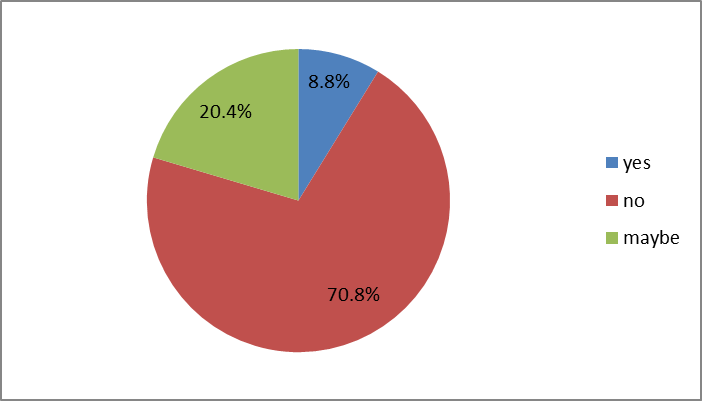 8.8%
20.4%
70.8%
yes
no
maybe